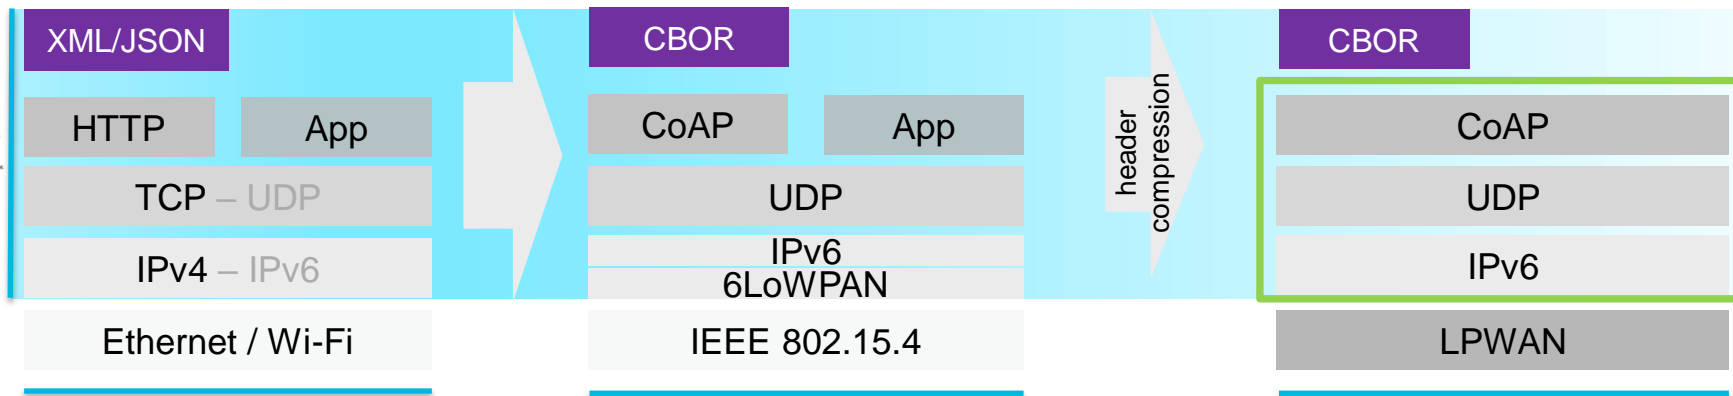 XML/JSON
HTTP
App
TCP – UDP
IPv4 – IPv6
Ethernet / Wi-Fi
CBOR
CoAP
App
UDP
IPv6
6LoWPAN
IEEE 802.15.4
header
compression
CBOR
CoAP
UDP
IPv6
LPWAN